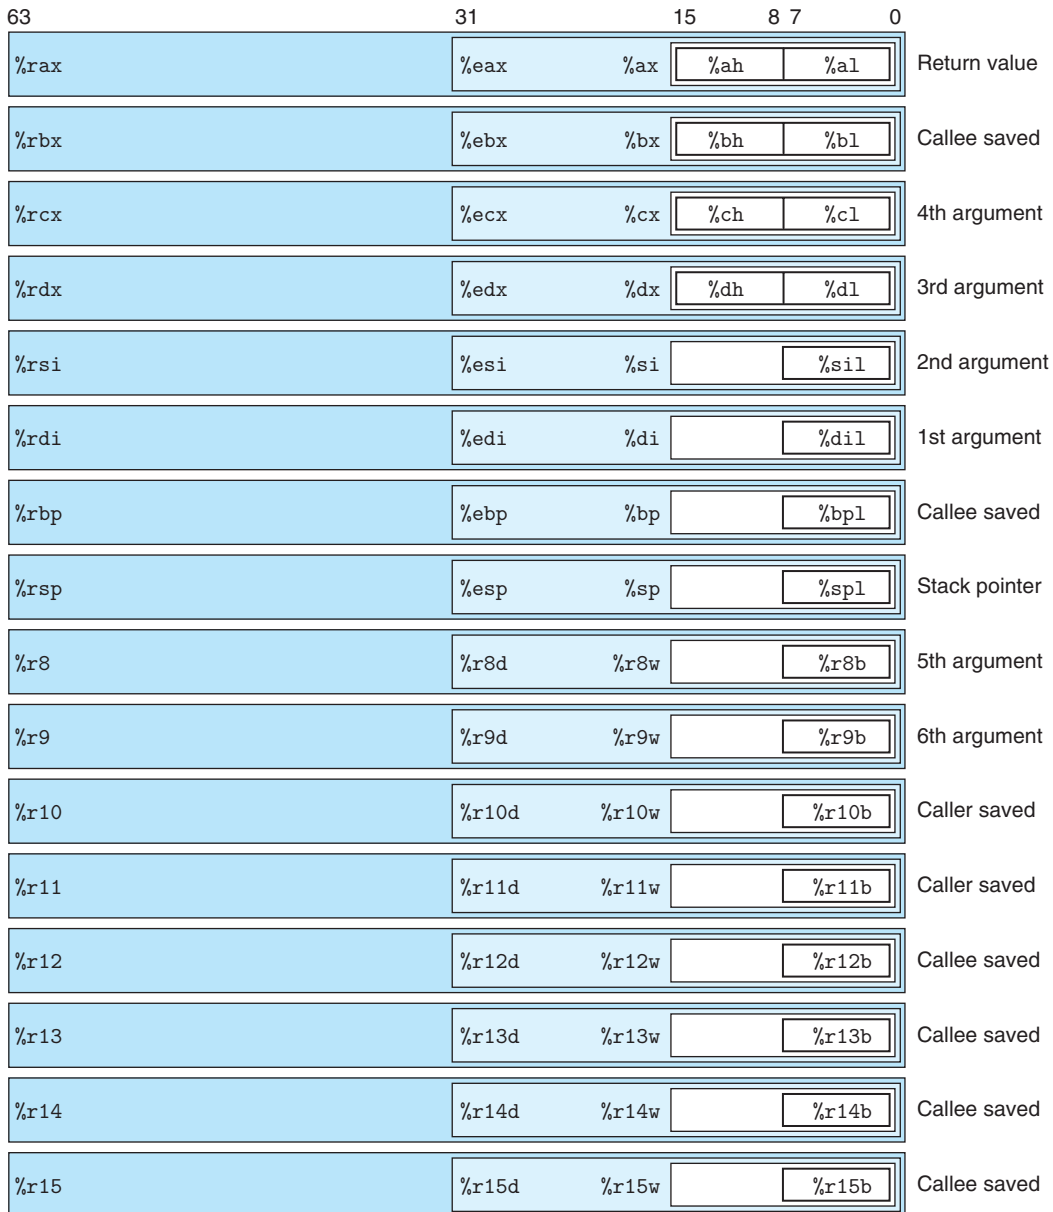 63 31 15 8 7 0
%rax %eax %ax %ah %al Return value
%rbx %ebx %bx %bh %bl Callee saved
%rcx %ecx %cx %ch %cl 4th argument
%rdx %edx %dx %dh %dl 3rd argument
%rsi %esi %si %sil 2nd argument
%rdi %edi %di %dil 1st argument
%rbp %ebp %bp %bpl Callee saved
%rsp %esp %sp %spl Stack pointer
%r8 %r8d %r8w %r8b 5th argument
%r9 %r9d %r9w %r9b 6th argument
%r10 %r10d %r10w %r10b Caller saved
%r11 %r11d %r11w %r11b Caller saved
%r12 %r12d %r12w %r12b Callee saved
%r13 %r13d %r13w %r13b Callee saved
%r14 %r14d %r14w %r14b Callee saved
%r15 %r15d %r15w %r15b Callee saved